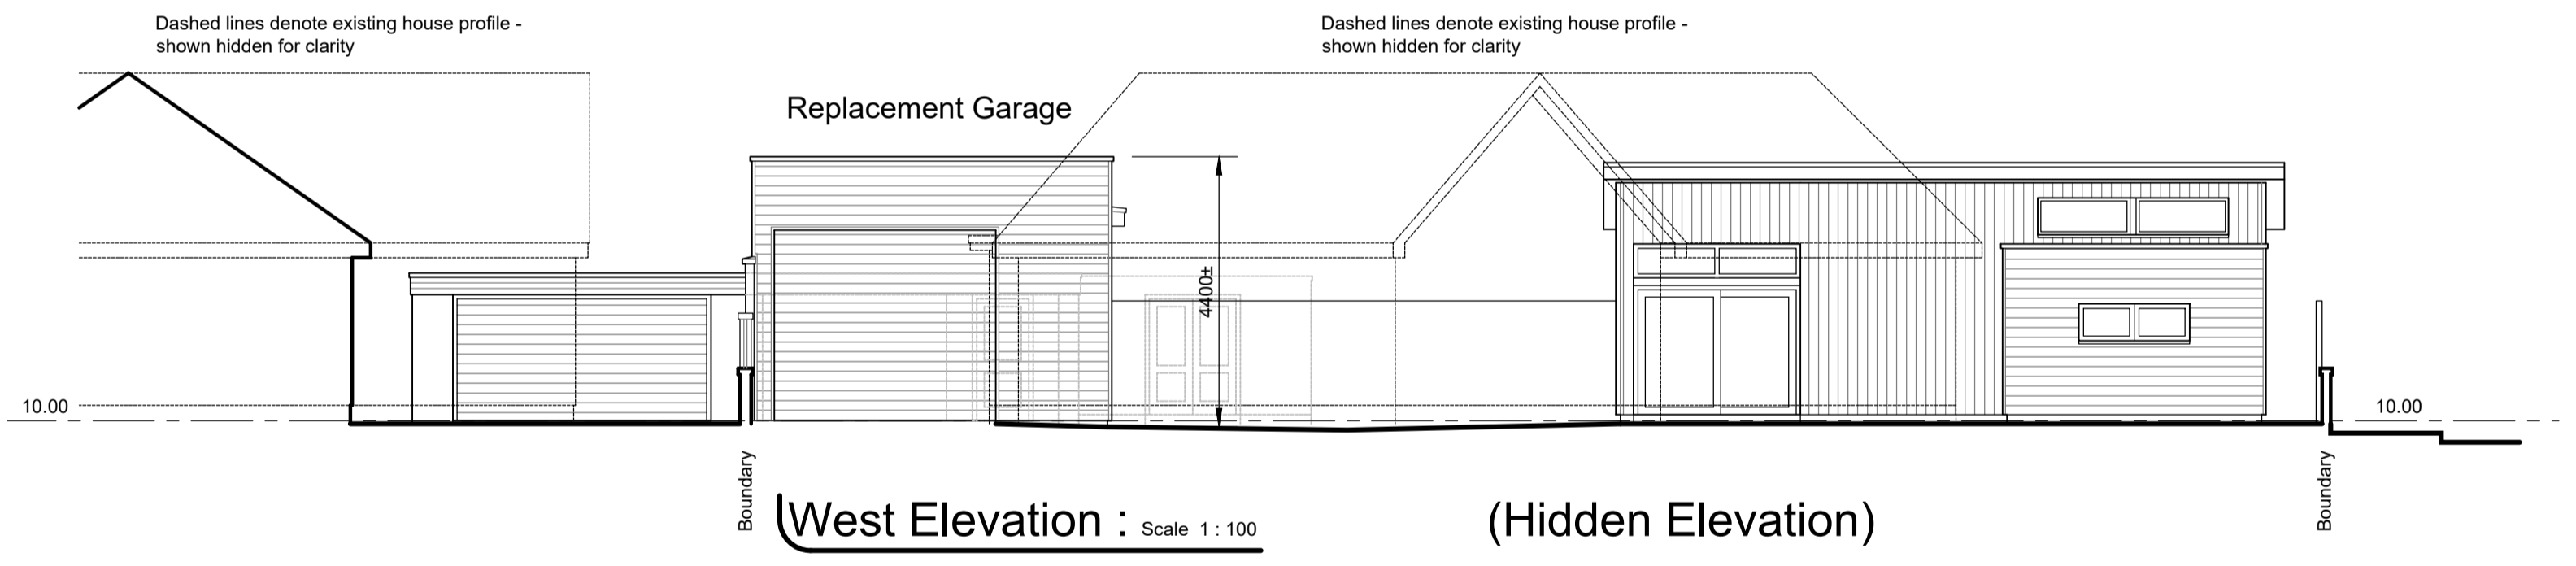 Dashed lines denote existing house profile -
shown hidden for clarity
Dashed lines denote existing house profile -
shown hidden for clarity
Replacement Garage
4400±
10.00
10.00
Boundary
Boundary
West Elevation : Scale 1 : 100
(Hidden Elevation)